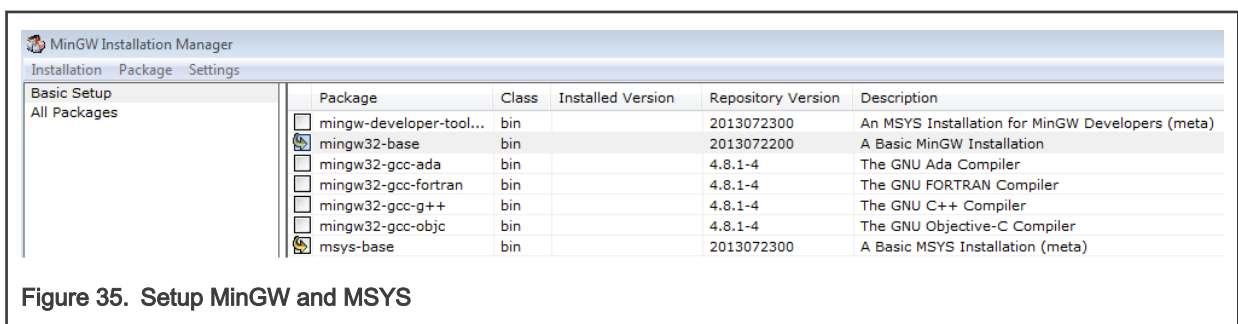 MinGW Installation Manager
Installation Package Settings
Basic Setup
All Packages
Package Class Installed Version Repository Version Description
mingw-developer-tool... bin 2013072300 An MSYS Installation for MinGW Developers (meta)
mingw32-base bin 2013072200 A Basic MinGW Installation
mingw32-gcc-ada bin 4.8.1-4 The GNU Ada Compiler
mingw32-gcc-fortran bin 4.8.1-4 The GNU FORTRAN Compiler
mingw32-gcc-g++ bin 4.8.1-4 The GNU C++ Compiler
mingw32-gcc-objc bin 4.8.1-4 The GNU Objective-C Compiler
msys-base bin 2013072300 A Basic MSYS Installation (meta)
Figure 35. Setup MinGW and MSYS